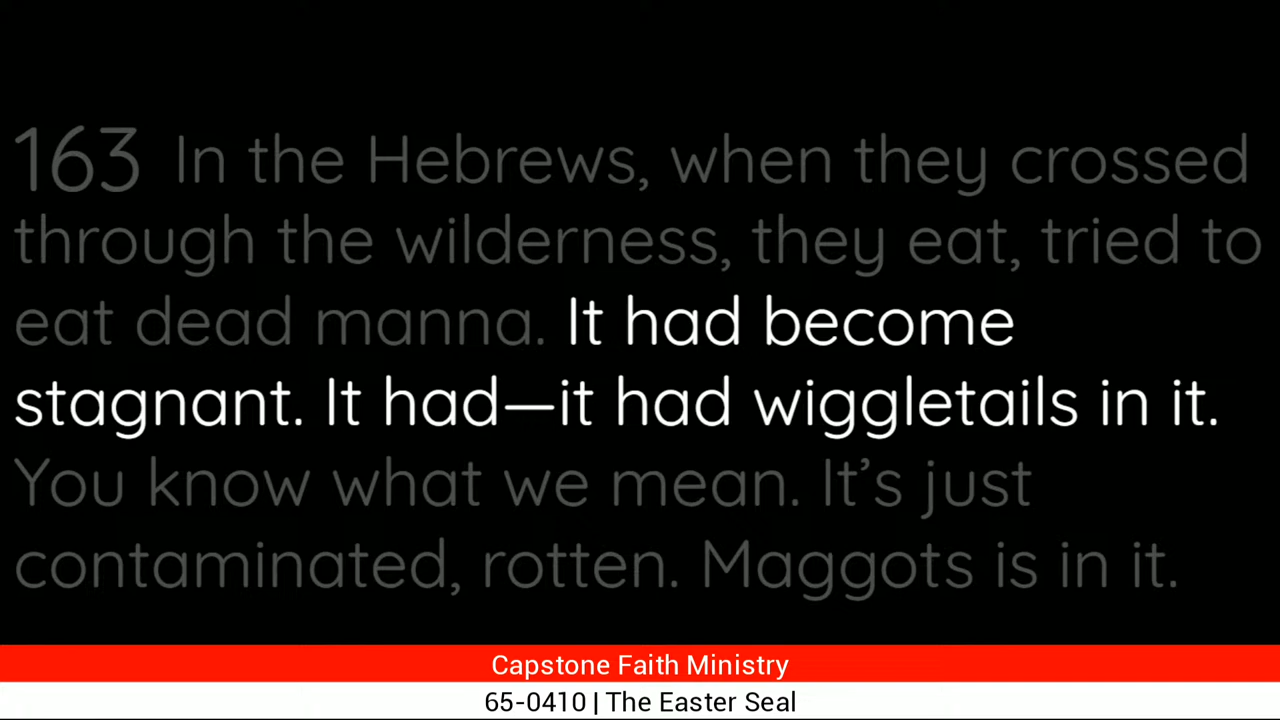 163 In the Hebrews, when they crossed
through the wilderness, they eat, tried to
eat dead manna. It had become
stagnant. It had—it had wiggletails in it.
You know what we mean. It’s just
contaminated, rotten. Maggots is in it.
Capstone Faith Ministry
65-0410 | The Easter Seal